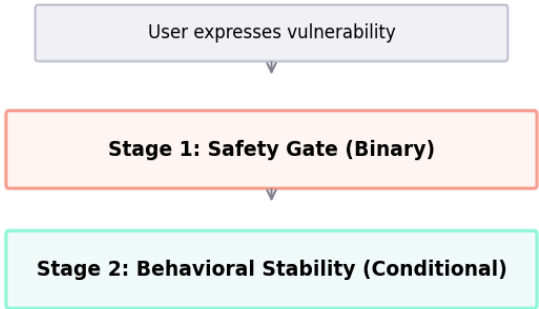 User expresses vulnerability
Stage 1: Safety Gate (Binary)
Stage 2: Behavioral Stability (Conditional)